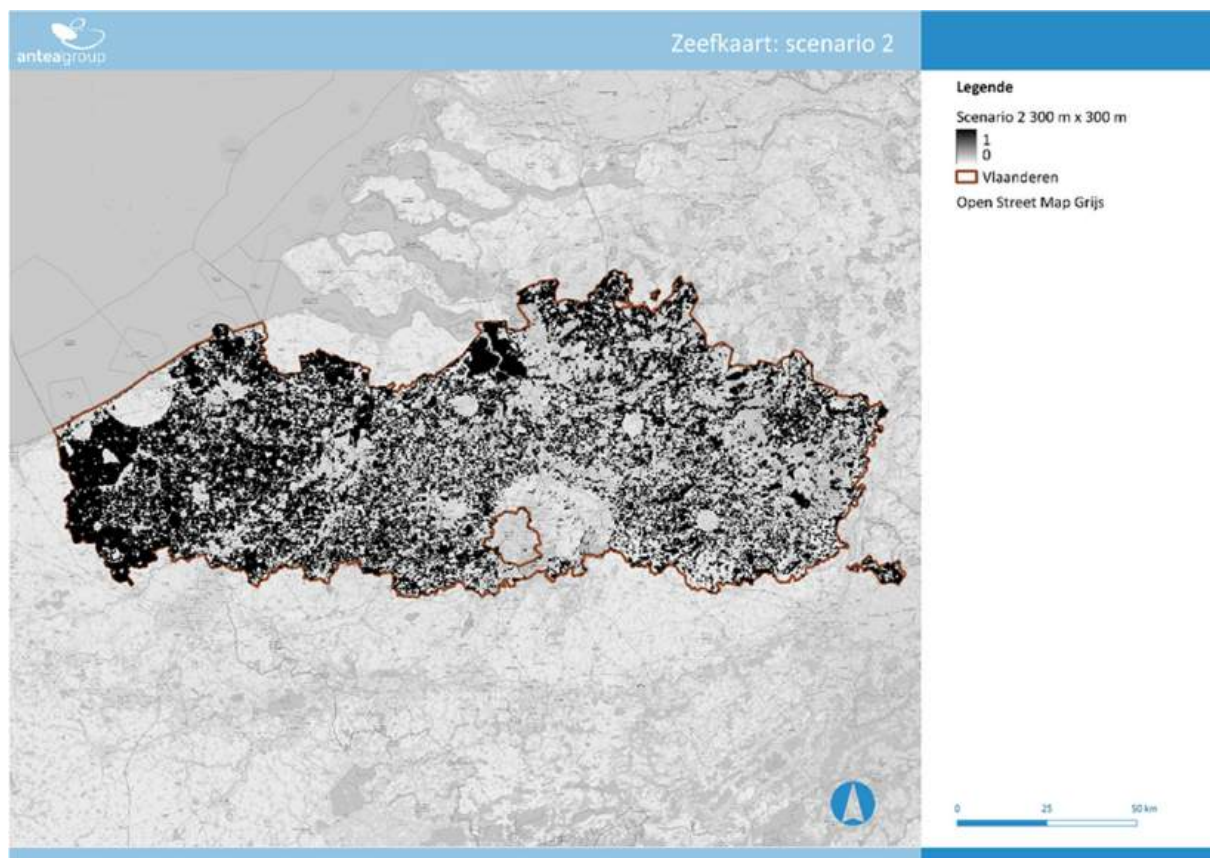 anteagroup
Zeefkaart: scenario 2
Legende
Scenario 2 300 m x 300 m
1
0
Vlaanderen
Open Street Map Grijs
0 25 50 km